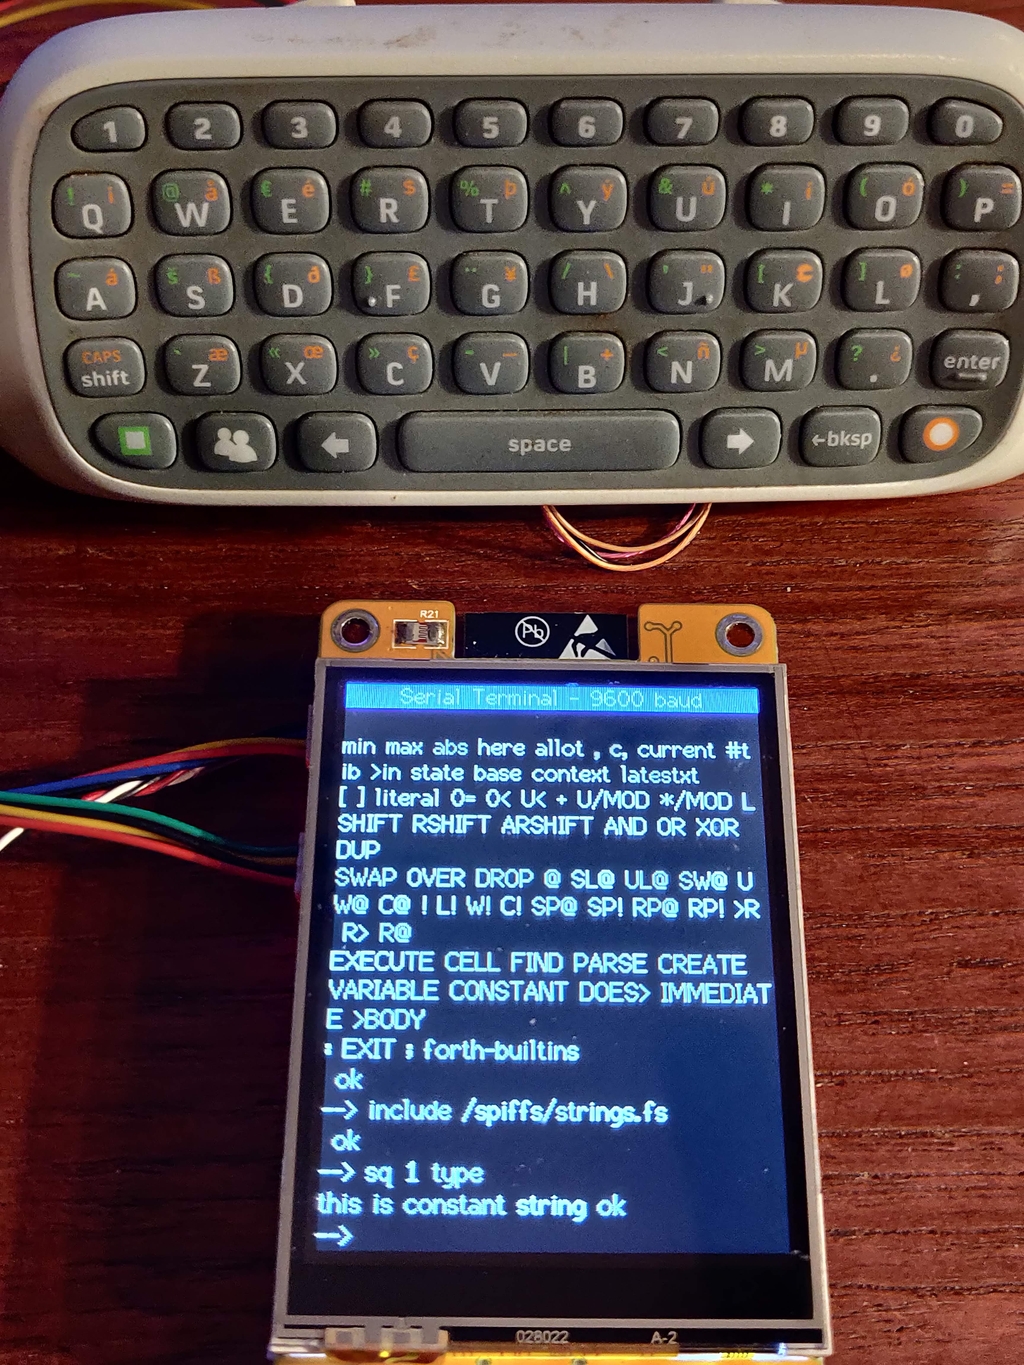 1 2 3 4 5 6 7 8 9 0
! Q i @ W å € E é # R $ % T þ ^ Y ý & U ú * I í ( O ó ) P =
~ A á š S ß { D ð } F £ ¨ G ¥ / H \ ' J " [ K ] L ø : , ;
CAPS
shift ` Z æ « X œ » C ç - V – | B + < N ñ > M µ ? . ¿ enter
space ←bksp
R21
Pb
Serial Terminal - 9600 baud
min max abs here allot , c, current #t
ib >in state base context latestxt
[ ] literal 0= 0< U< + U/MOD */MOD L
SHIFT RSHIFT ARSHIFT AND OR XOR
DUP
SWAP OVER DROP @ SL@ UL@ SW@ U
W@ C@ ! L! W! C! SP@ SP! RP@ RP! >R
R> R@
EXECUTE CELL FIND PARSE CREATE
VARIABLE CONSTANT DOES> IMMEDIAT
E >BODY
: EXIT ; forth-builtins
ok
--> include /spiffs/strings.fs
ok
--> sq 1 type
this is constant string ok
-->
028022 A-2